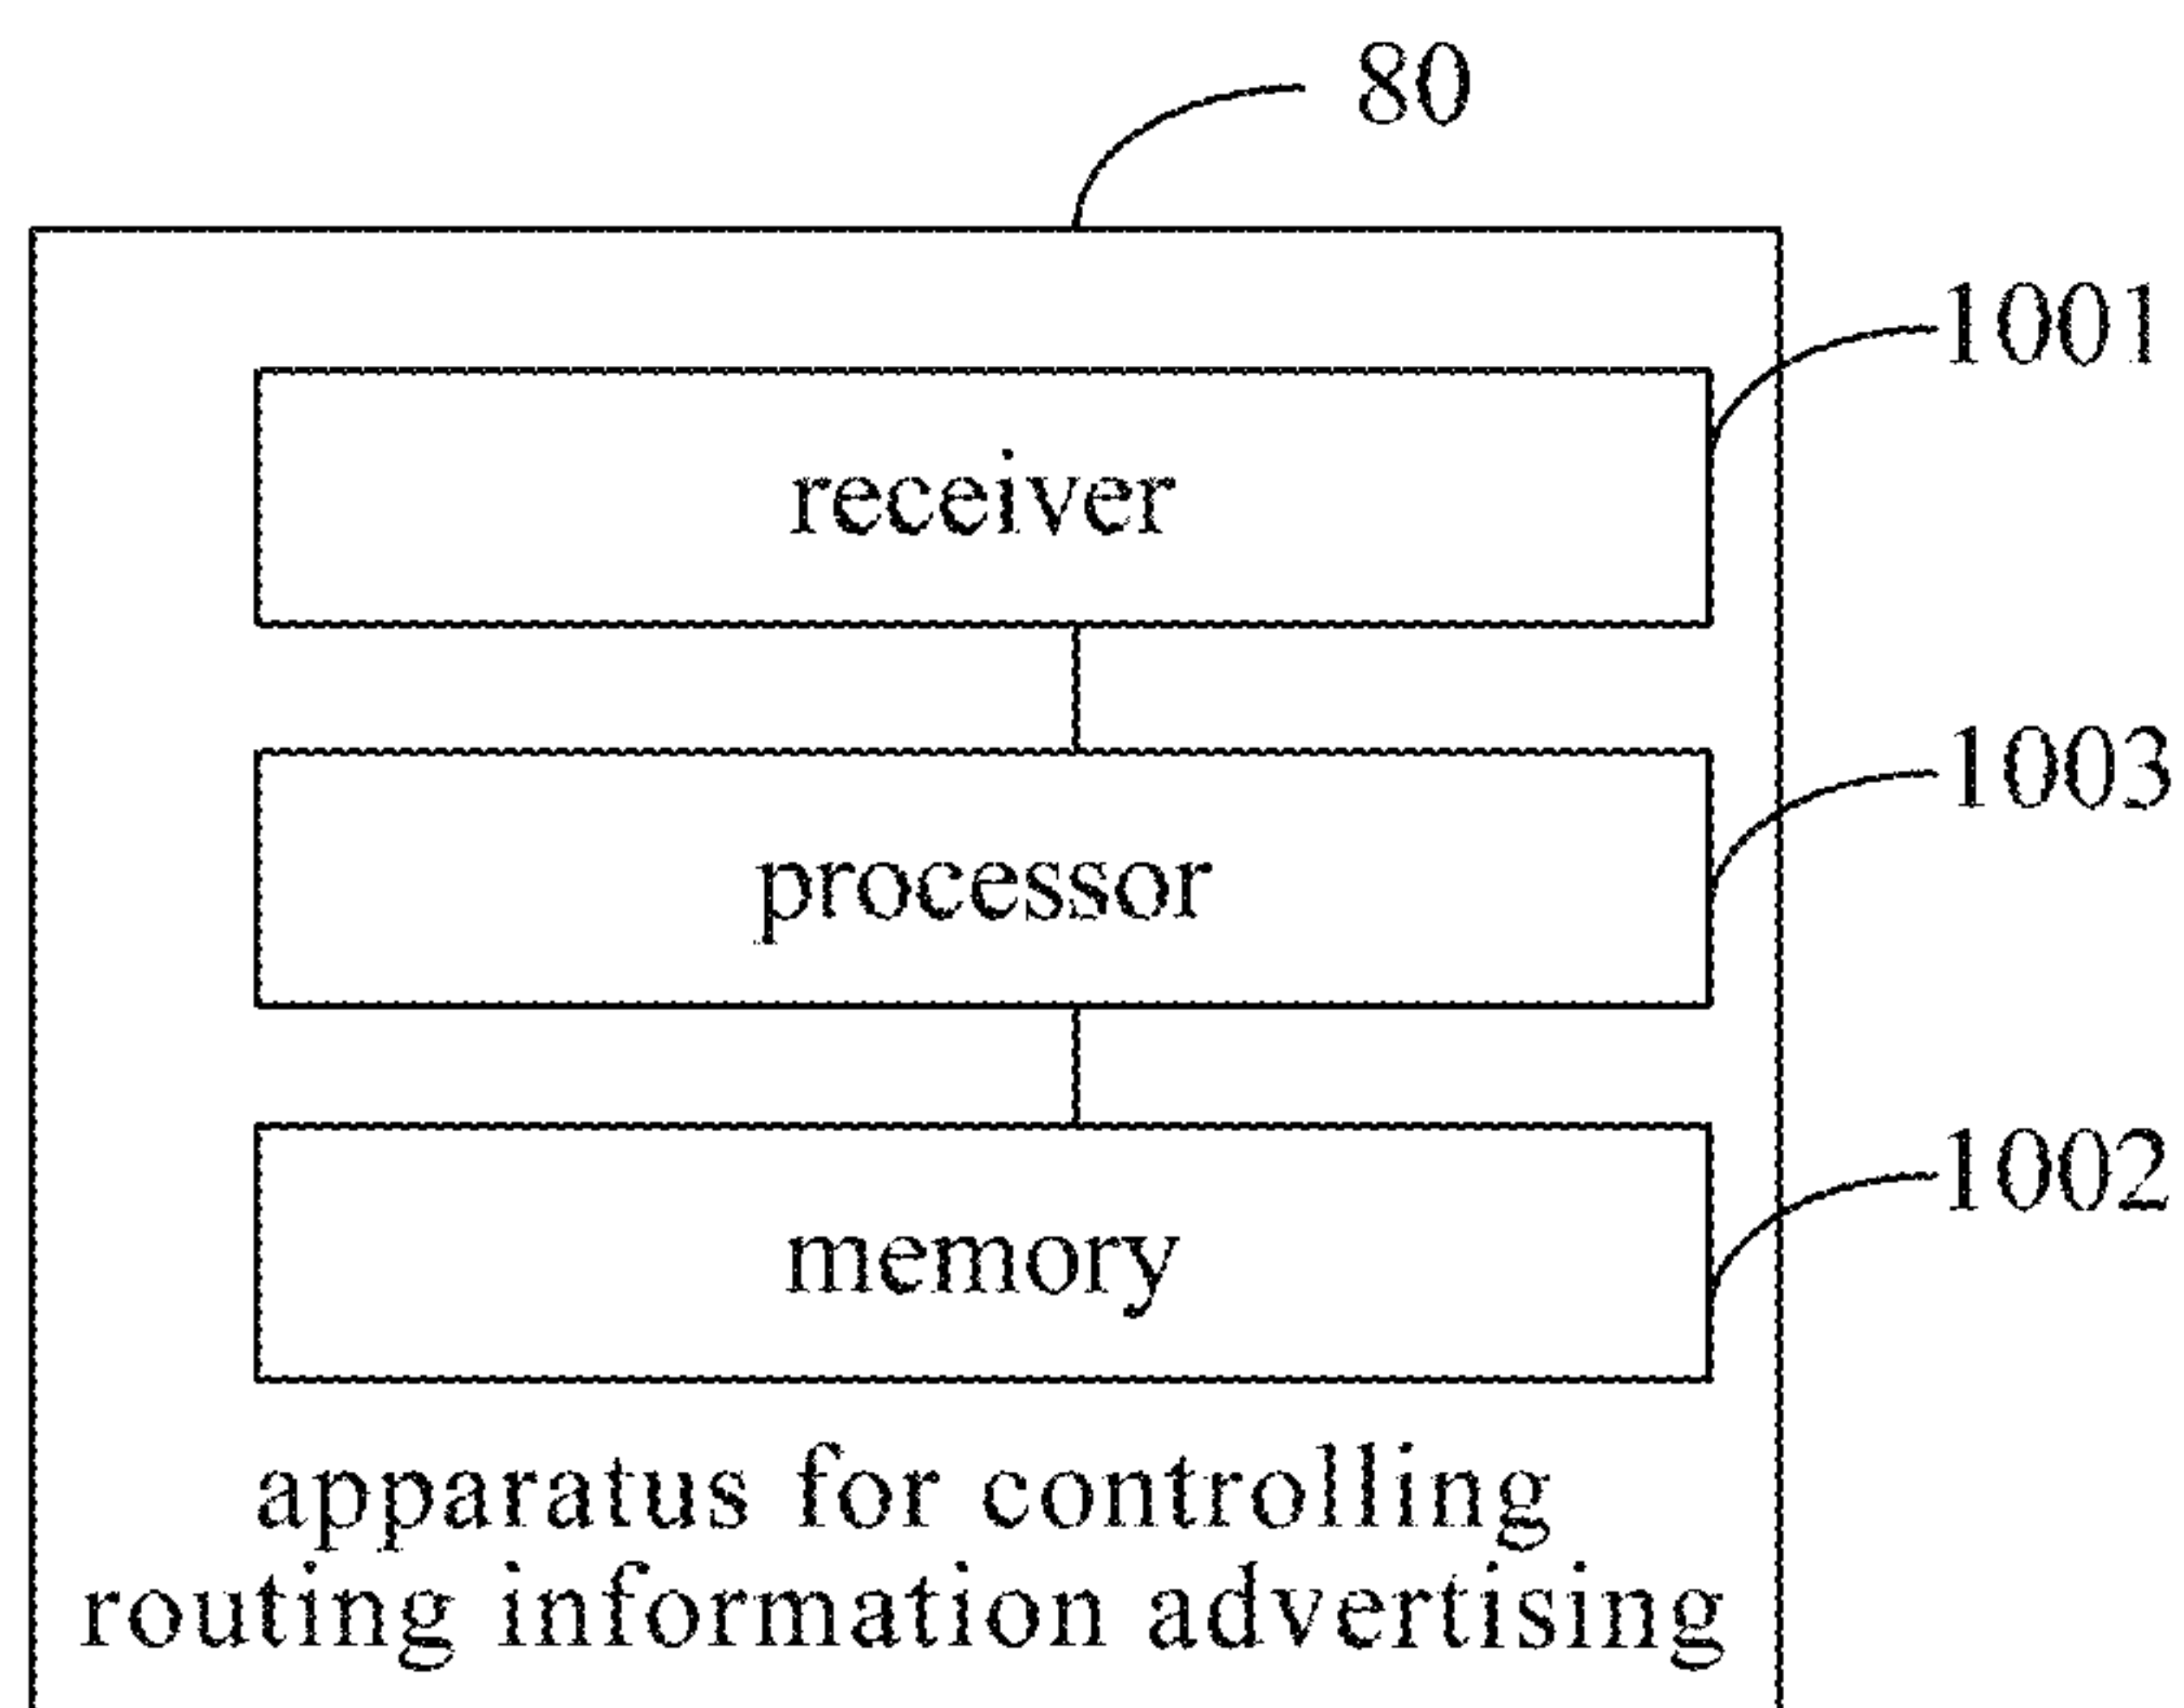 80
1001
receiver
1003
processor
1002
memory
apparatus for controlling
routing information advertising